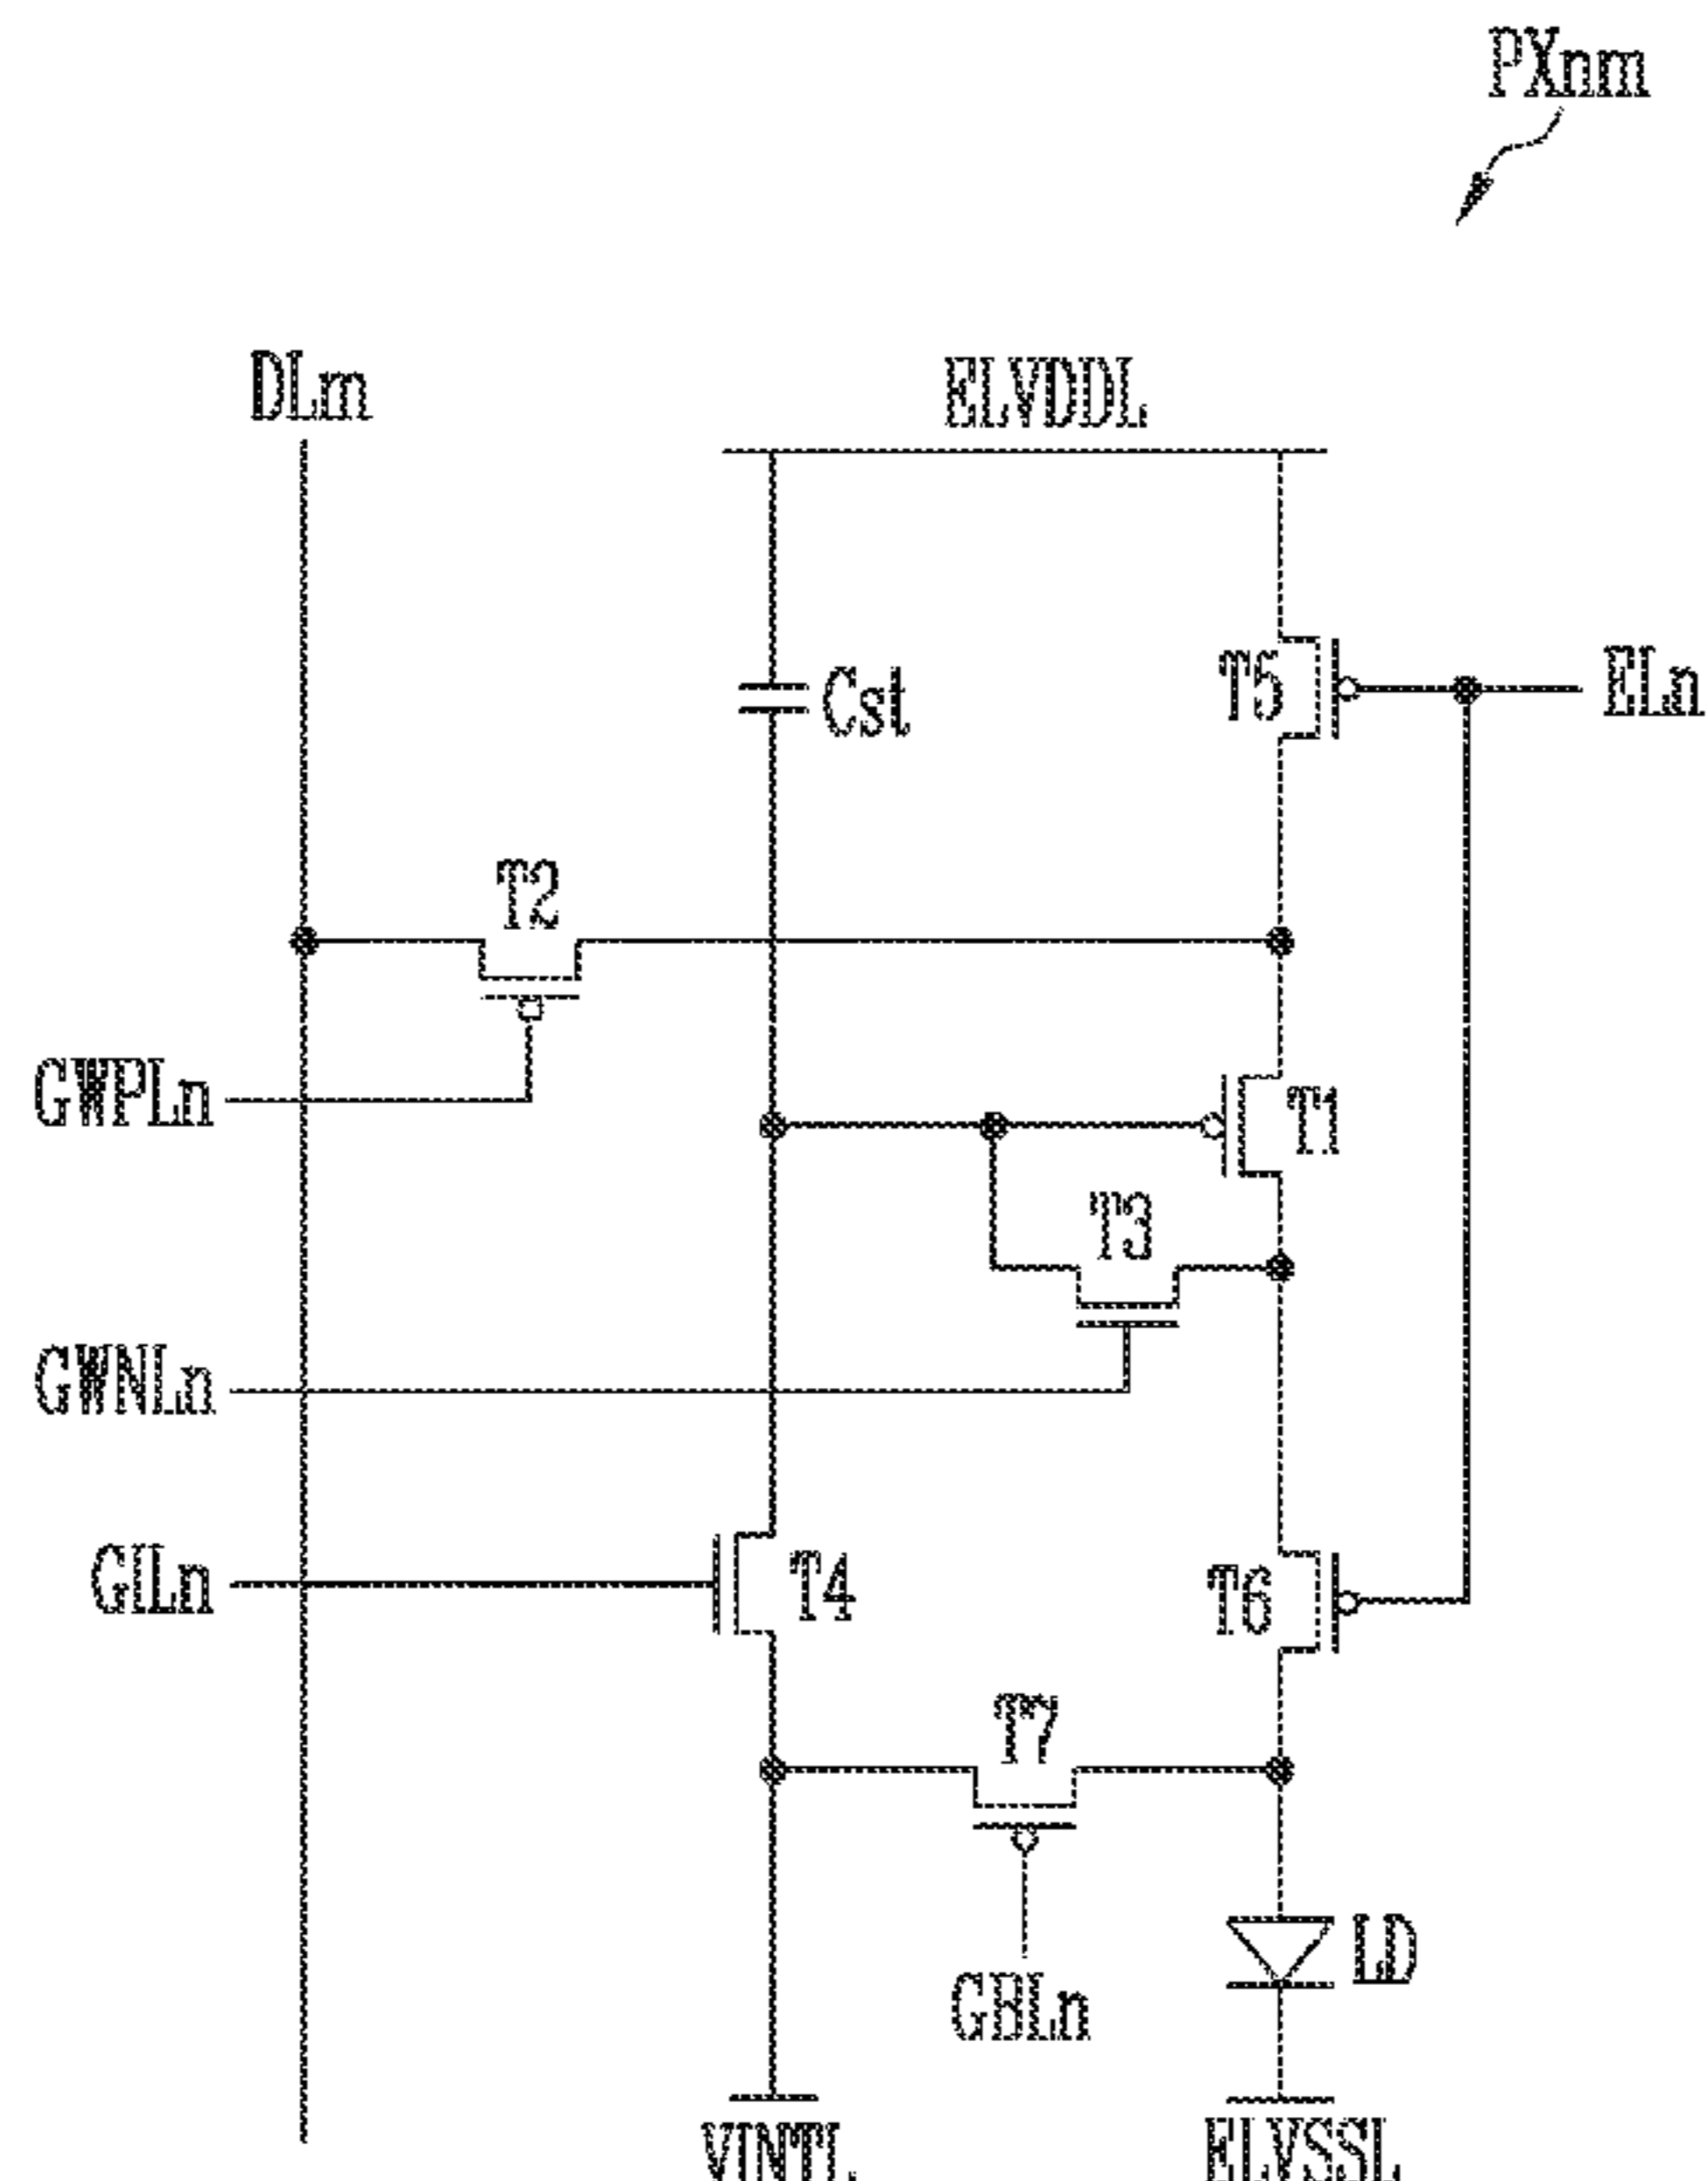 PXnm
DLm
ELVDDL
T5
ELn
Cst
T2
GWPLn
T1
T3
GWNLn
GILn
T4
T6
T7
LD
GBLn
VINTL
ELVSSL